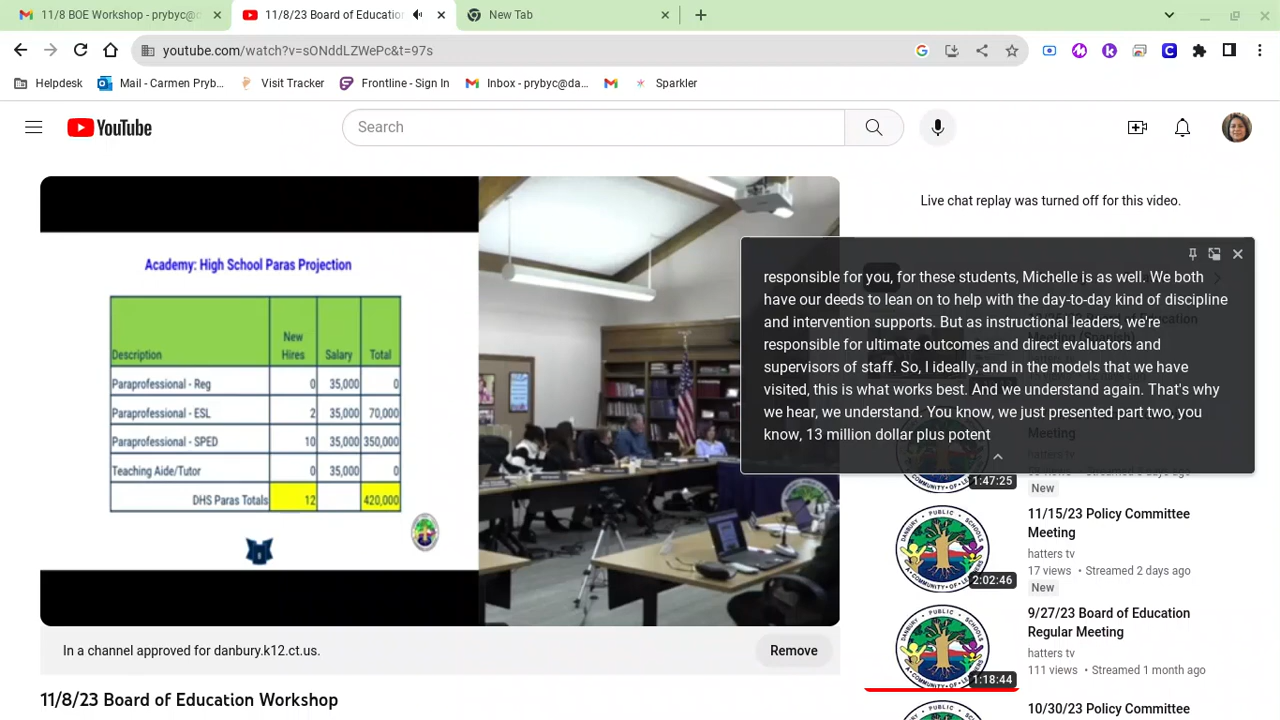 11/8 BOE Workshop - prybyc@
11/8/23 Board of Education
New Tab
youtube.com/watch?v=sONddLZWePc&t=97s
Helpdesk
Mail - Carmen Pryb...
Visit Tracker
Frontline - Sign In
Inbox - prybyc@da...
Sparkler
YouTube
Search
Live chat replay was turned off for this video.
Academy: High School Paras Projection
Description New Hires Salary Total
Paraprofessional - Reg 0 35,000 0
Paraprofessional - ESL 2 35,000 70,000
Paraprofessional - SPED 10 35,000 350,000
Teaching Aide/Tutor 0 35,000 0
DHS Paras Totals 12 420,000
responsible for you, for these students, Michelle is as well. We both
have our deeds to lean on to help with the day-to-day kind of discipline
and intervention supports. But as instructional leaders, we're
responsible for ultimate outcomes and direct evaluators and
supervisors of staff. So, I ideally, and in the models that we have
visited, this is what works best. And we understand again. That's why
we hear, we understand. You know, we just presented part two, you
know, 13 million dollar plus potent
Meeting
1:47:25
New
11/15/23 Policy Committee
Meeting
hatters tv
17 views • Streamed 2 days ago
New
2:02:46
9/27/23 Board of Education
Regular Meeting
hatters tv
111 views • Streamed 1 month ago
1:18:44
10/30/23 Policy Committee
In a channel approved for danbury.k12.ct.us.
Remove
11/8/23 Board of Education Workshop